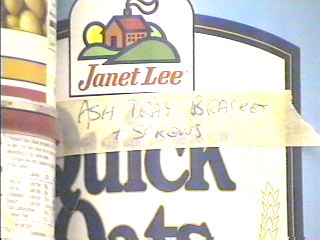 Janet Lee
ASH TRAY BRACKET
+ SCREWS
Quick
Oats